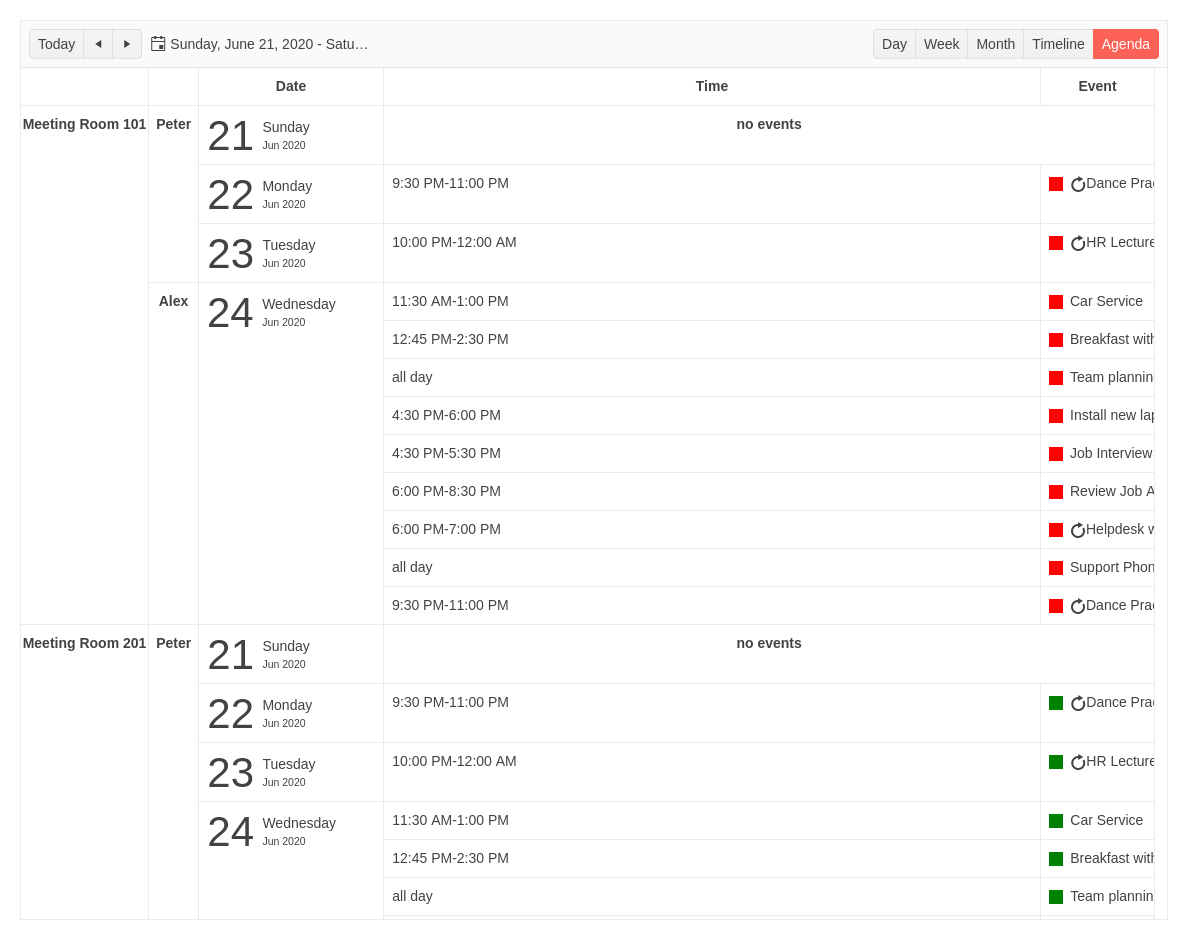 Today Sunday, June 21, 2020 - Satu… Day Week Month Timeline Agenda
Date Time Event
Meeting Room 101 Peter 21 Sunday no events
Jun 2020
22 Monday 9:30 PM-11:00 PM Dance Prac
Jun 2020
23 Tuesday 10:00 PM-12:00 AM HR Lecture
Jun 2020
Alex 24 Wednesday 11:30 AM-1:00 PM Car Service
Jun 2020
12:45 PM-2:30 PM Breakfast with
all day Team plannin
4:30 PM-6:00 PM Install new lap
4:30 PM-5:30 PM Job Interview
6:00 PM-8:30 PM Review Job A
6:00 PM-7:00 PM Helpdesk w
all day Support Phon
9:30 PM-11:00 PM Dance Prac
Meeting Room 201 Peter 21 Sunday no events
Jun 2020
22 Monday 9:30 PM-11:00 PM Dance Prac
Jun 2020
23 Tuesday 10:00 PM-12:00 AM HR Lecture
Jun 2020
24 Wednesday 11:30 AM-1:00 PM Car Service
Jun 2020
12:45 PM-2:30 PM Breakfast with
all day Team plannin